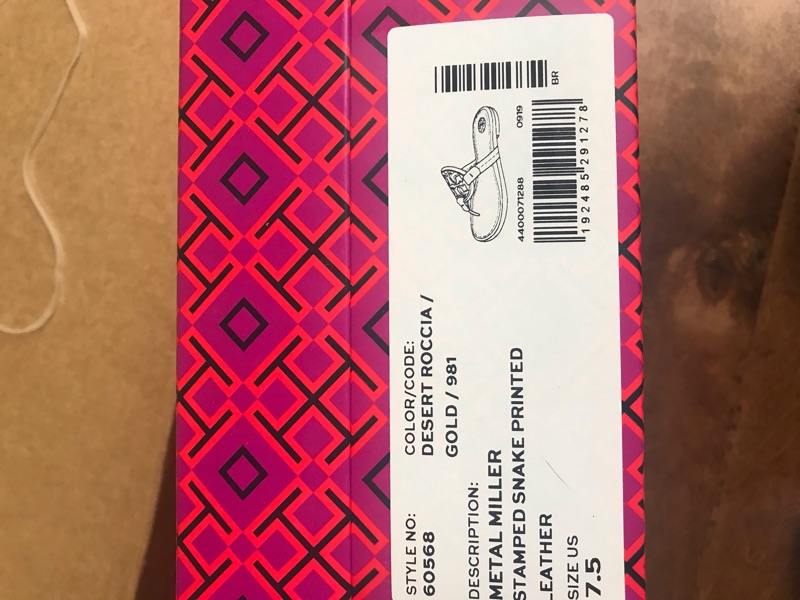 STYLE NO:
60568
COLOR/CODE:
DESERT ROCCIA /
GOLD / 981
DESCRIPTION:
METAL MILLER
STAMPED SNAKE PRINTED
LEATHER
SIZE US
7.5
4400071288
0919
192485291278
BR